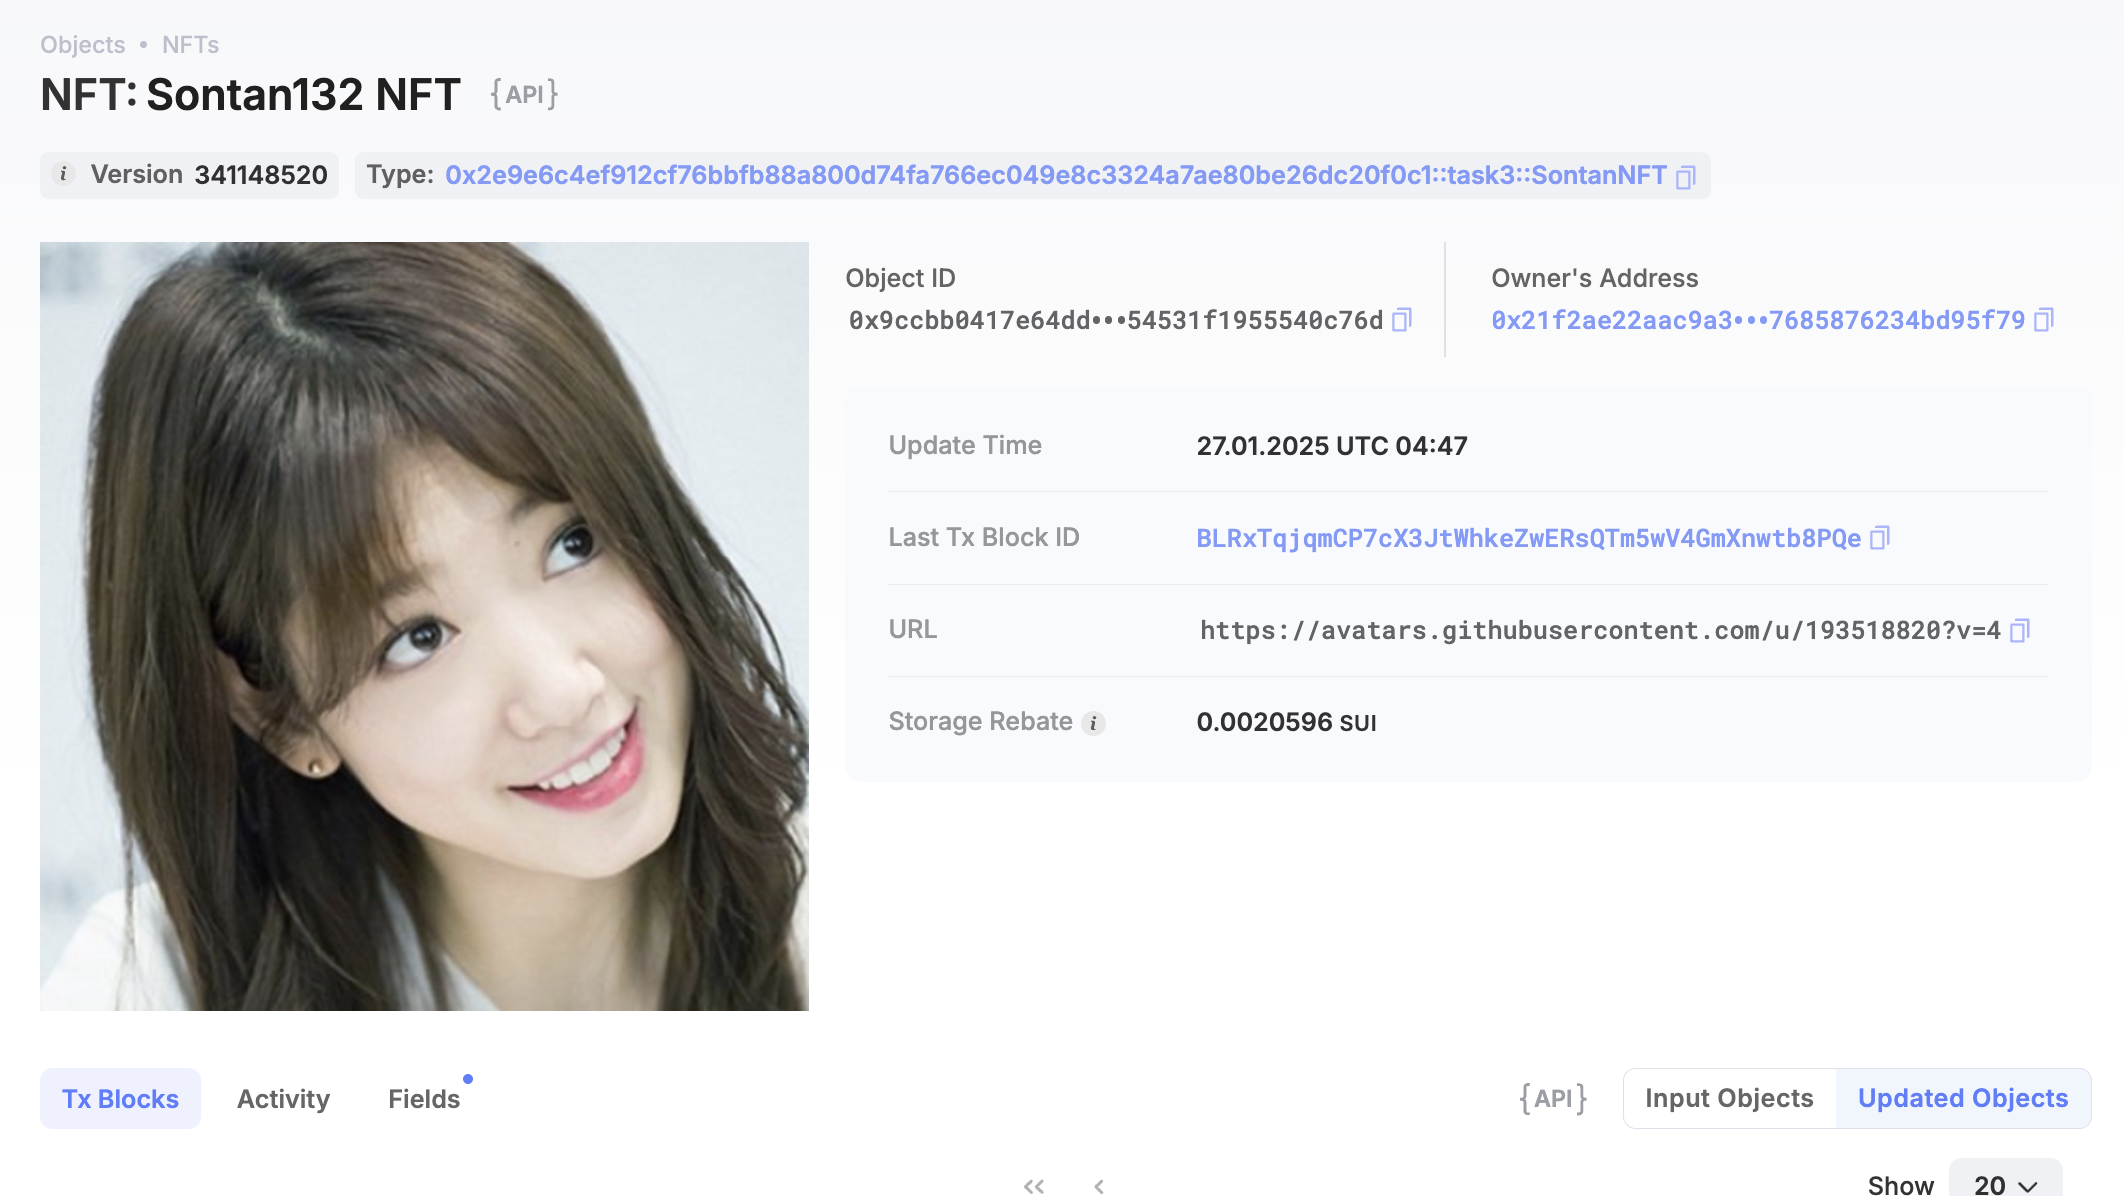 Objects • NFTs
NFT: Sontan132 NFT {API}
i Version 341148520 Type: 0x2e9e6c4ef912cf76bbfb88a800d74fa766ec049e8c3324a7ae80be26dc20f0c1::task3::SontanNFT
Object ID
0x9ccbb0417e64dd•••54531f1955540c76d
Owner's Address
0x21f2ae22aac9a3•••7685876234bd95f79
Update Time 27.01.2025 UTC 04:47
Last Tx Block ID BLRxTqjqmCP7cX3JtWhkeZwERsQTm5wV4GmXnwtb8PQe
URL https://avatars.githubusercontent.com/u/193518820?v=4
Storage Rebate i 0.0020596 SUI
Tx Blocks Activity Fields {API} Input Objects Updated Objects
Show 20